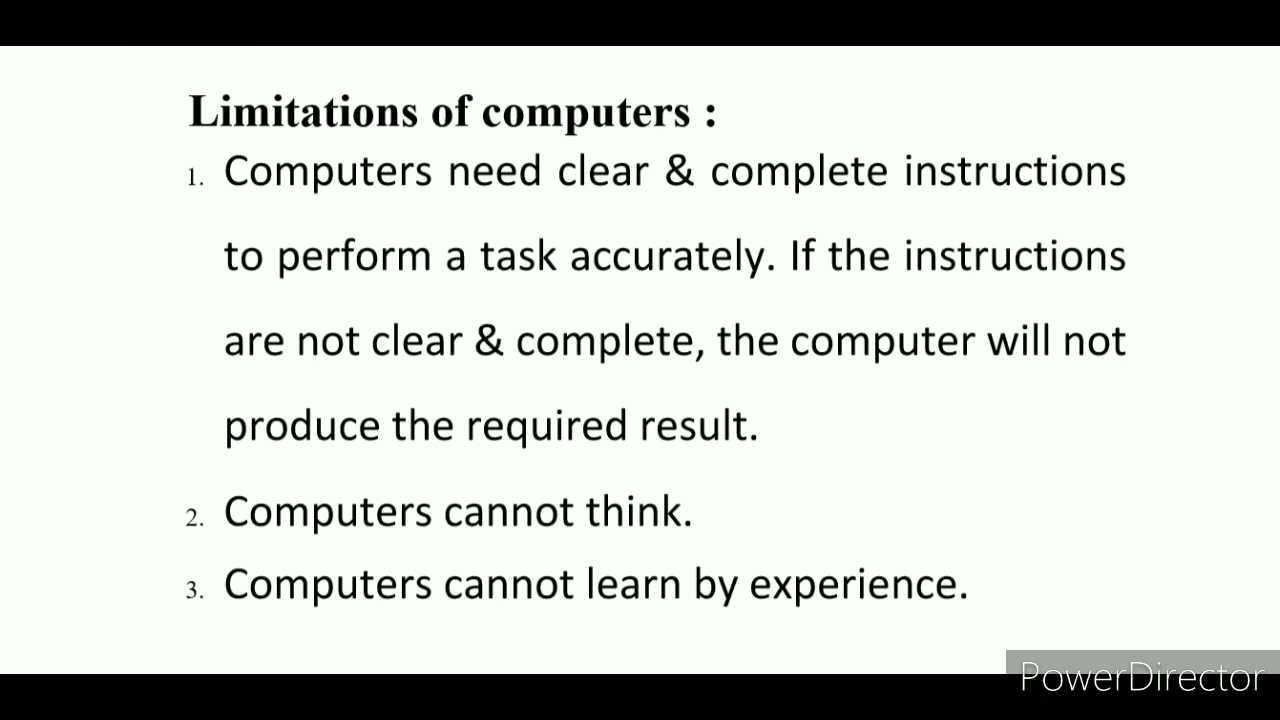 Limitations of computers :
1. Computers need clear & complete instructions
to perform a task accurately. If the instructions
are not clear & complete, the computer will not
produce the required result.
2. Computers cannot think.
3. Computers cannot learn by experience.
PowerDirector